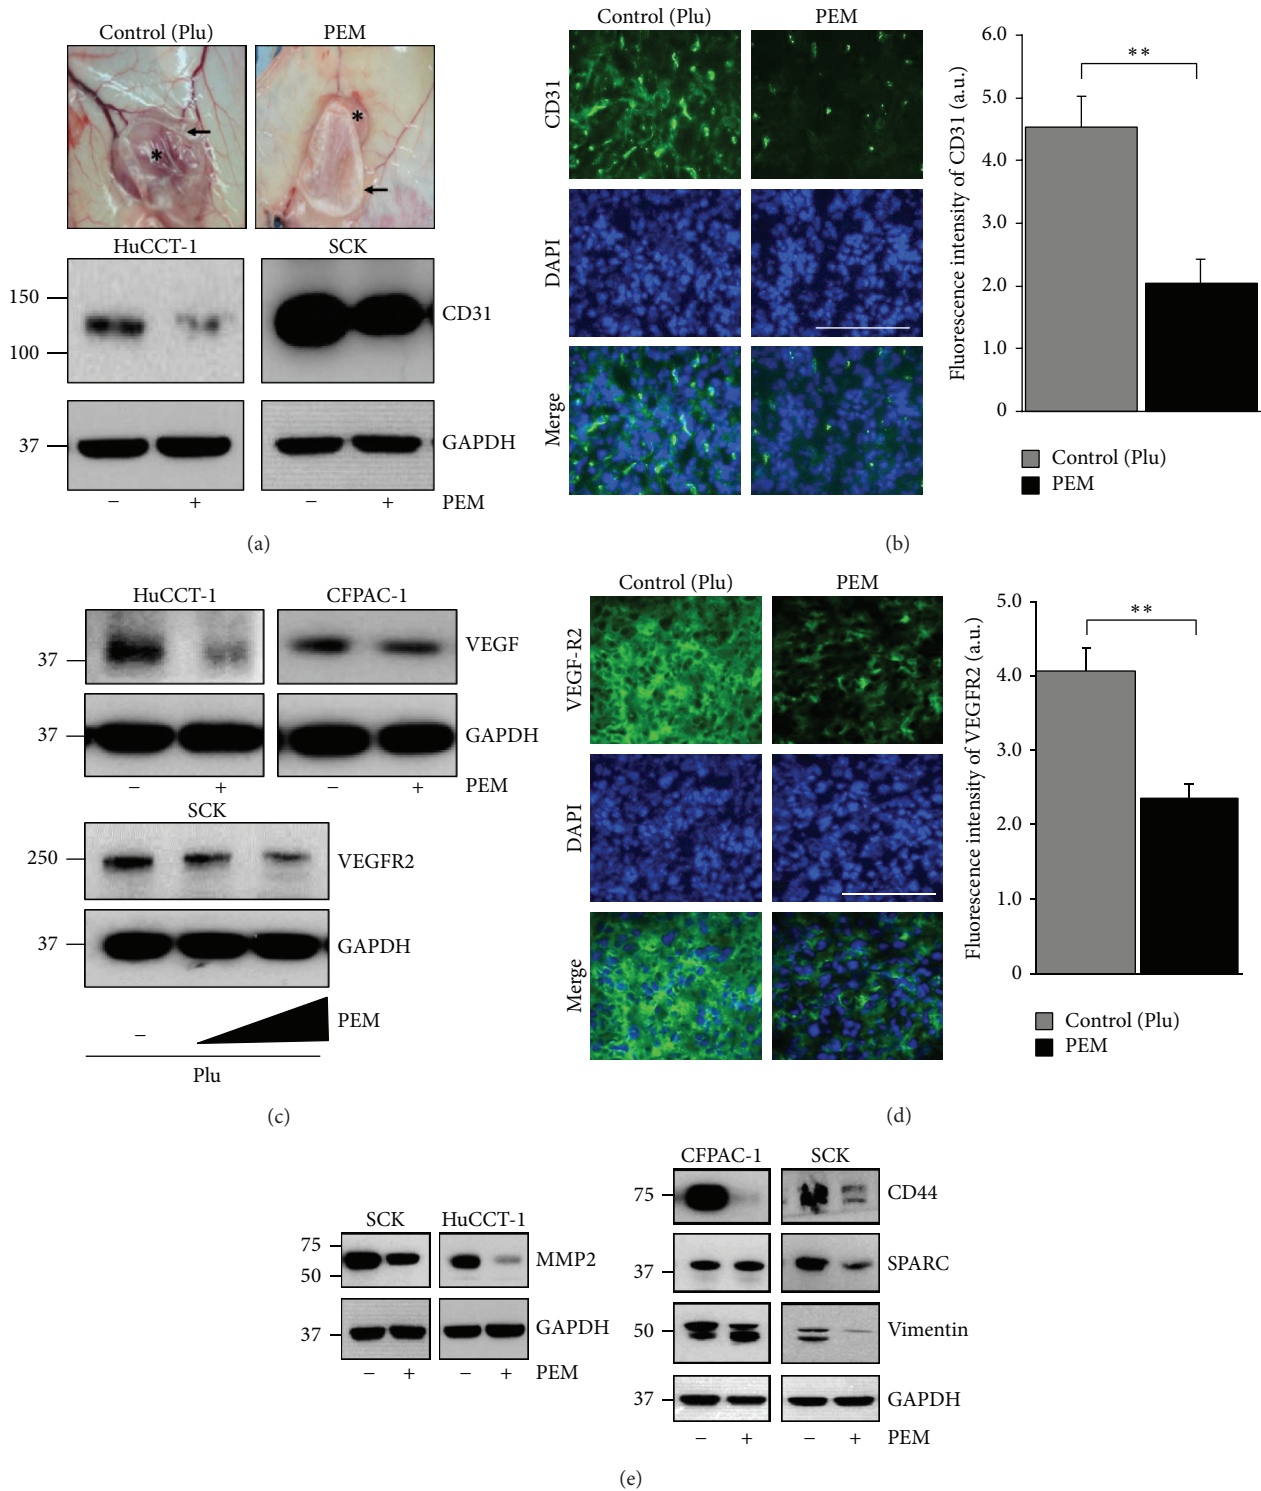 Control (Plu) PEM
* *
HuCCT-1 SCK
150
100
CD31
37
GAPDH
− + − + PEM
(a)
Control (Plu) PEM
CD31
DAPI
Merge
Fluorescence intensity of CD31 (a.u.)
6.0
5.0
4.0
3.0
2.0
1.0
0
**
Control (Plu)
PEM
(b)
HuCCT-1 CFPAC-1
37
VEGF
37
GAPDH
− + − + PEM
SCK
250
VEGFR2
37
GAPDH
− PEM
Plu
(c)
Control (Plu) PEM
VEGF-R2
DAPI
Merge
Fluorescence intensity of VEGFR2 (a.u.)
5.0
4.0
3.0
2.0
1.0
0
**
Control (Plu)
PEM
(d)
SCK HuCCT-1
75
50
MMP2
37
GAPDH
− + − + PEM
CFPAC-1 SCK
75
CD44
37
SPARC
50
Vimentin
37
GAPDH
− + − + PEM
(e)